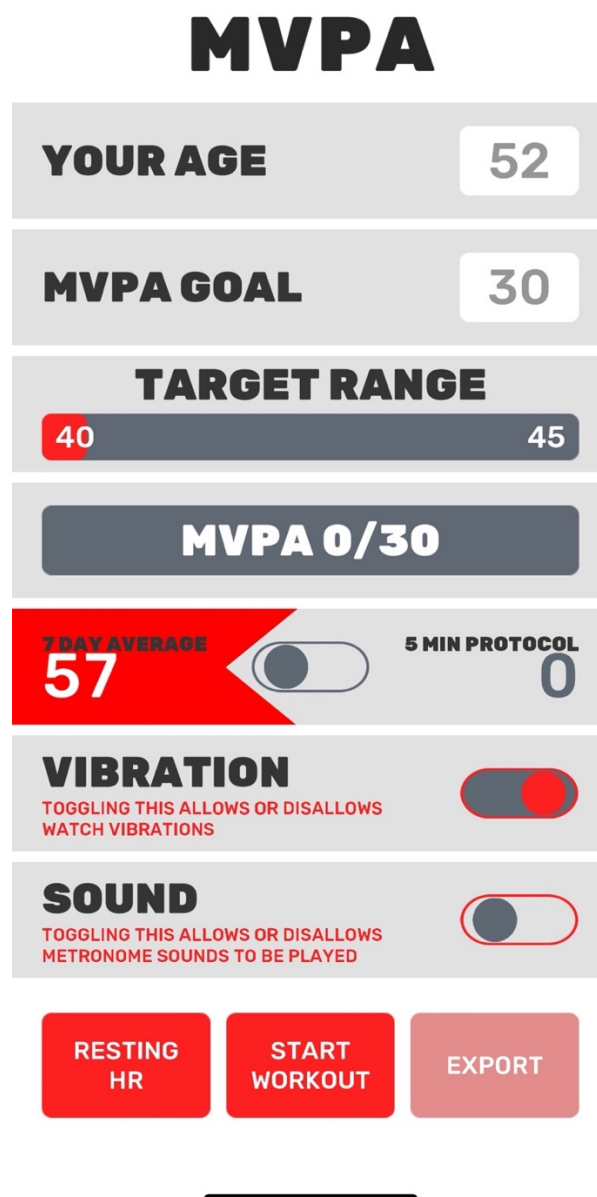 MVPA
YOUR AGE 52
MVPA GOAL 30
TARGET RANGE
40 45
MVPA 0/30
7 DAY AVERAGE 5 MIN PROTOCOL
57 0
VIBRATION
TOGGLING THIS ALLOWS OR DISALLOWS
WATCH VIBRATIONS
SOUND
TOGGLING THIS ALLOWS OR DISALLOWS
METRONOME SOUNDS TO BE PLAYED
RESTING
HR
START
WORKOUT
EXPORT